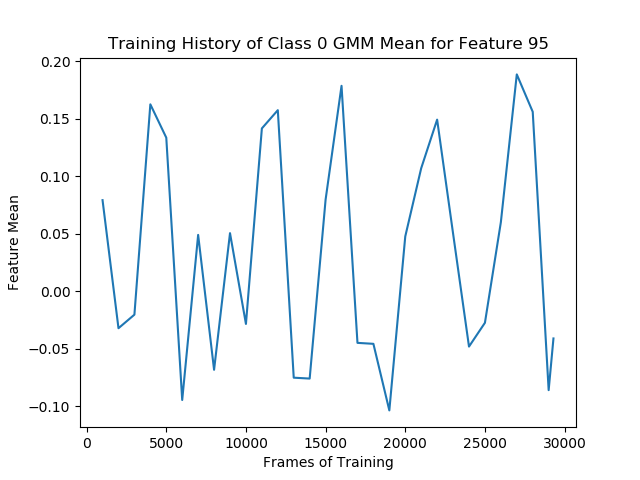 Training History of Class 0 GMM Mean for Feature 95
0.20
0.15
0.10
0.05
0.00
−0.05
−0.10
Feature Mean
0 5000 10000 15000 20000 25000 30000
Frames of Training